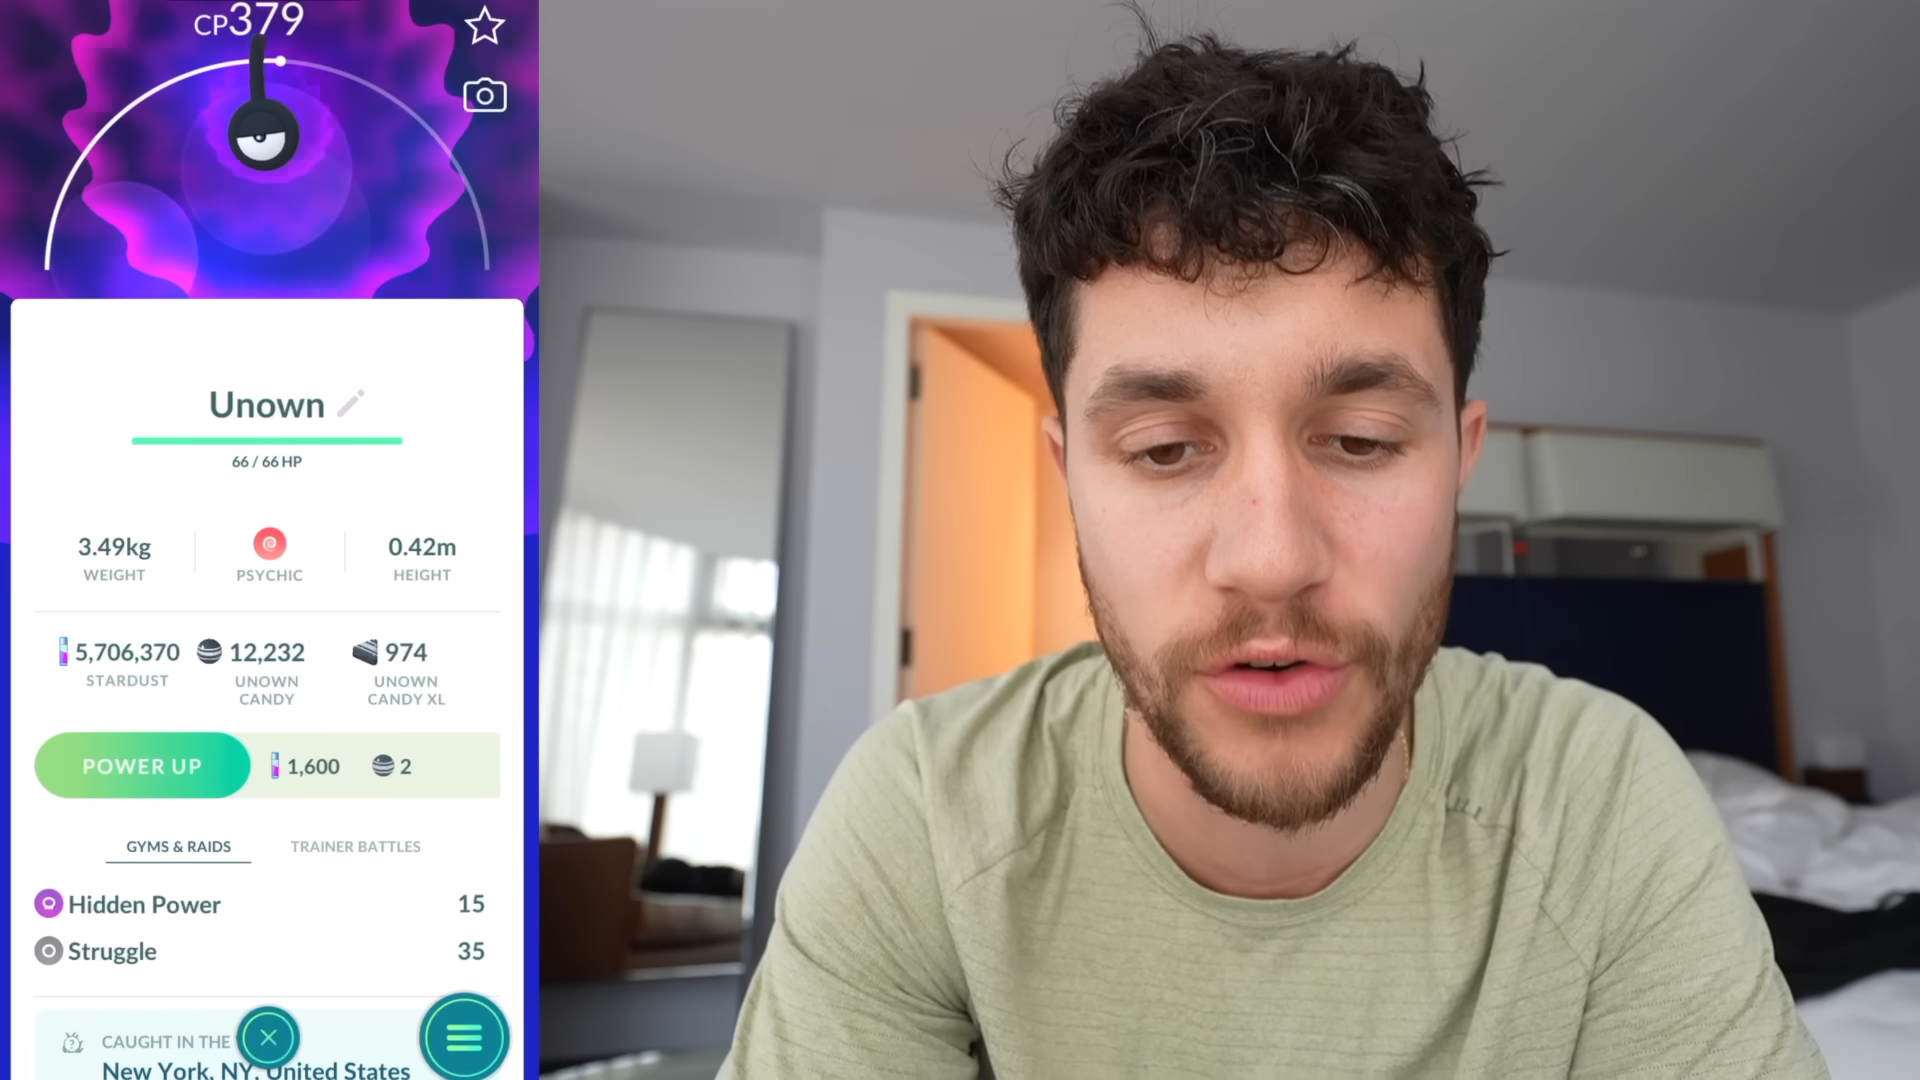 CP379
Unown
66 / 66 HP
3.49kg
WEIGHT
PSYCHIC
0.42m
HEIGHT
5,706,370
STARDUST
12,232
UNOWN
CANDY
974
UNOWN
CANDY XL
POWER UP
1,600
2
GYMS & RAIDS
TRAINER BATTLES
Hidden Power 15
Struggle 35
CAUGHT IN THE
New York, NY, United States